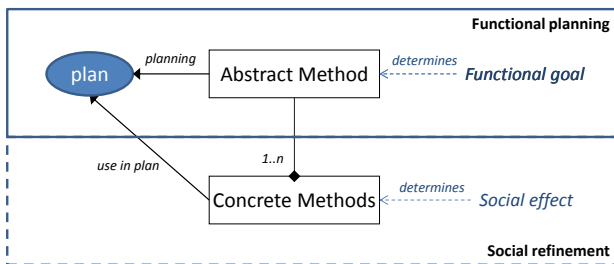 Functional planning
planning
determines
plan
Abstract Method
Functional goal
use in plan
1..n
determines
Concrete Methods
Social effect
Social refinement